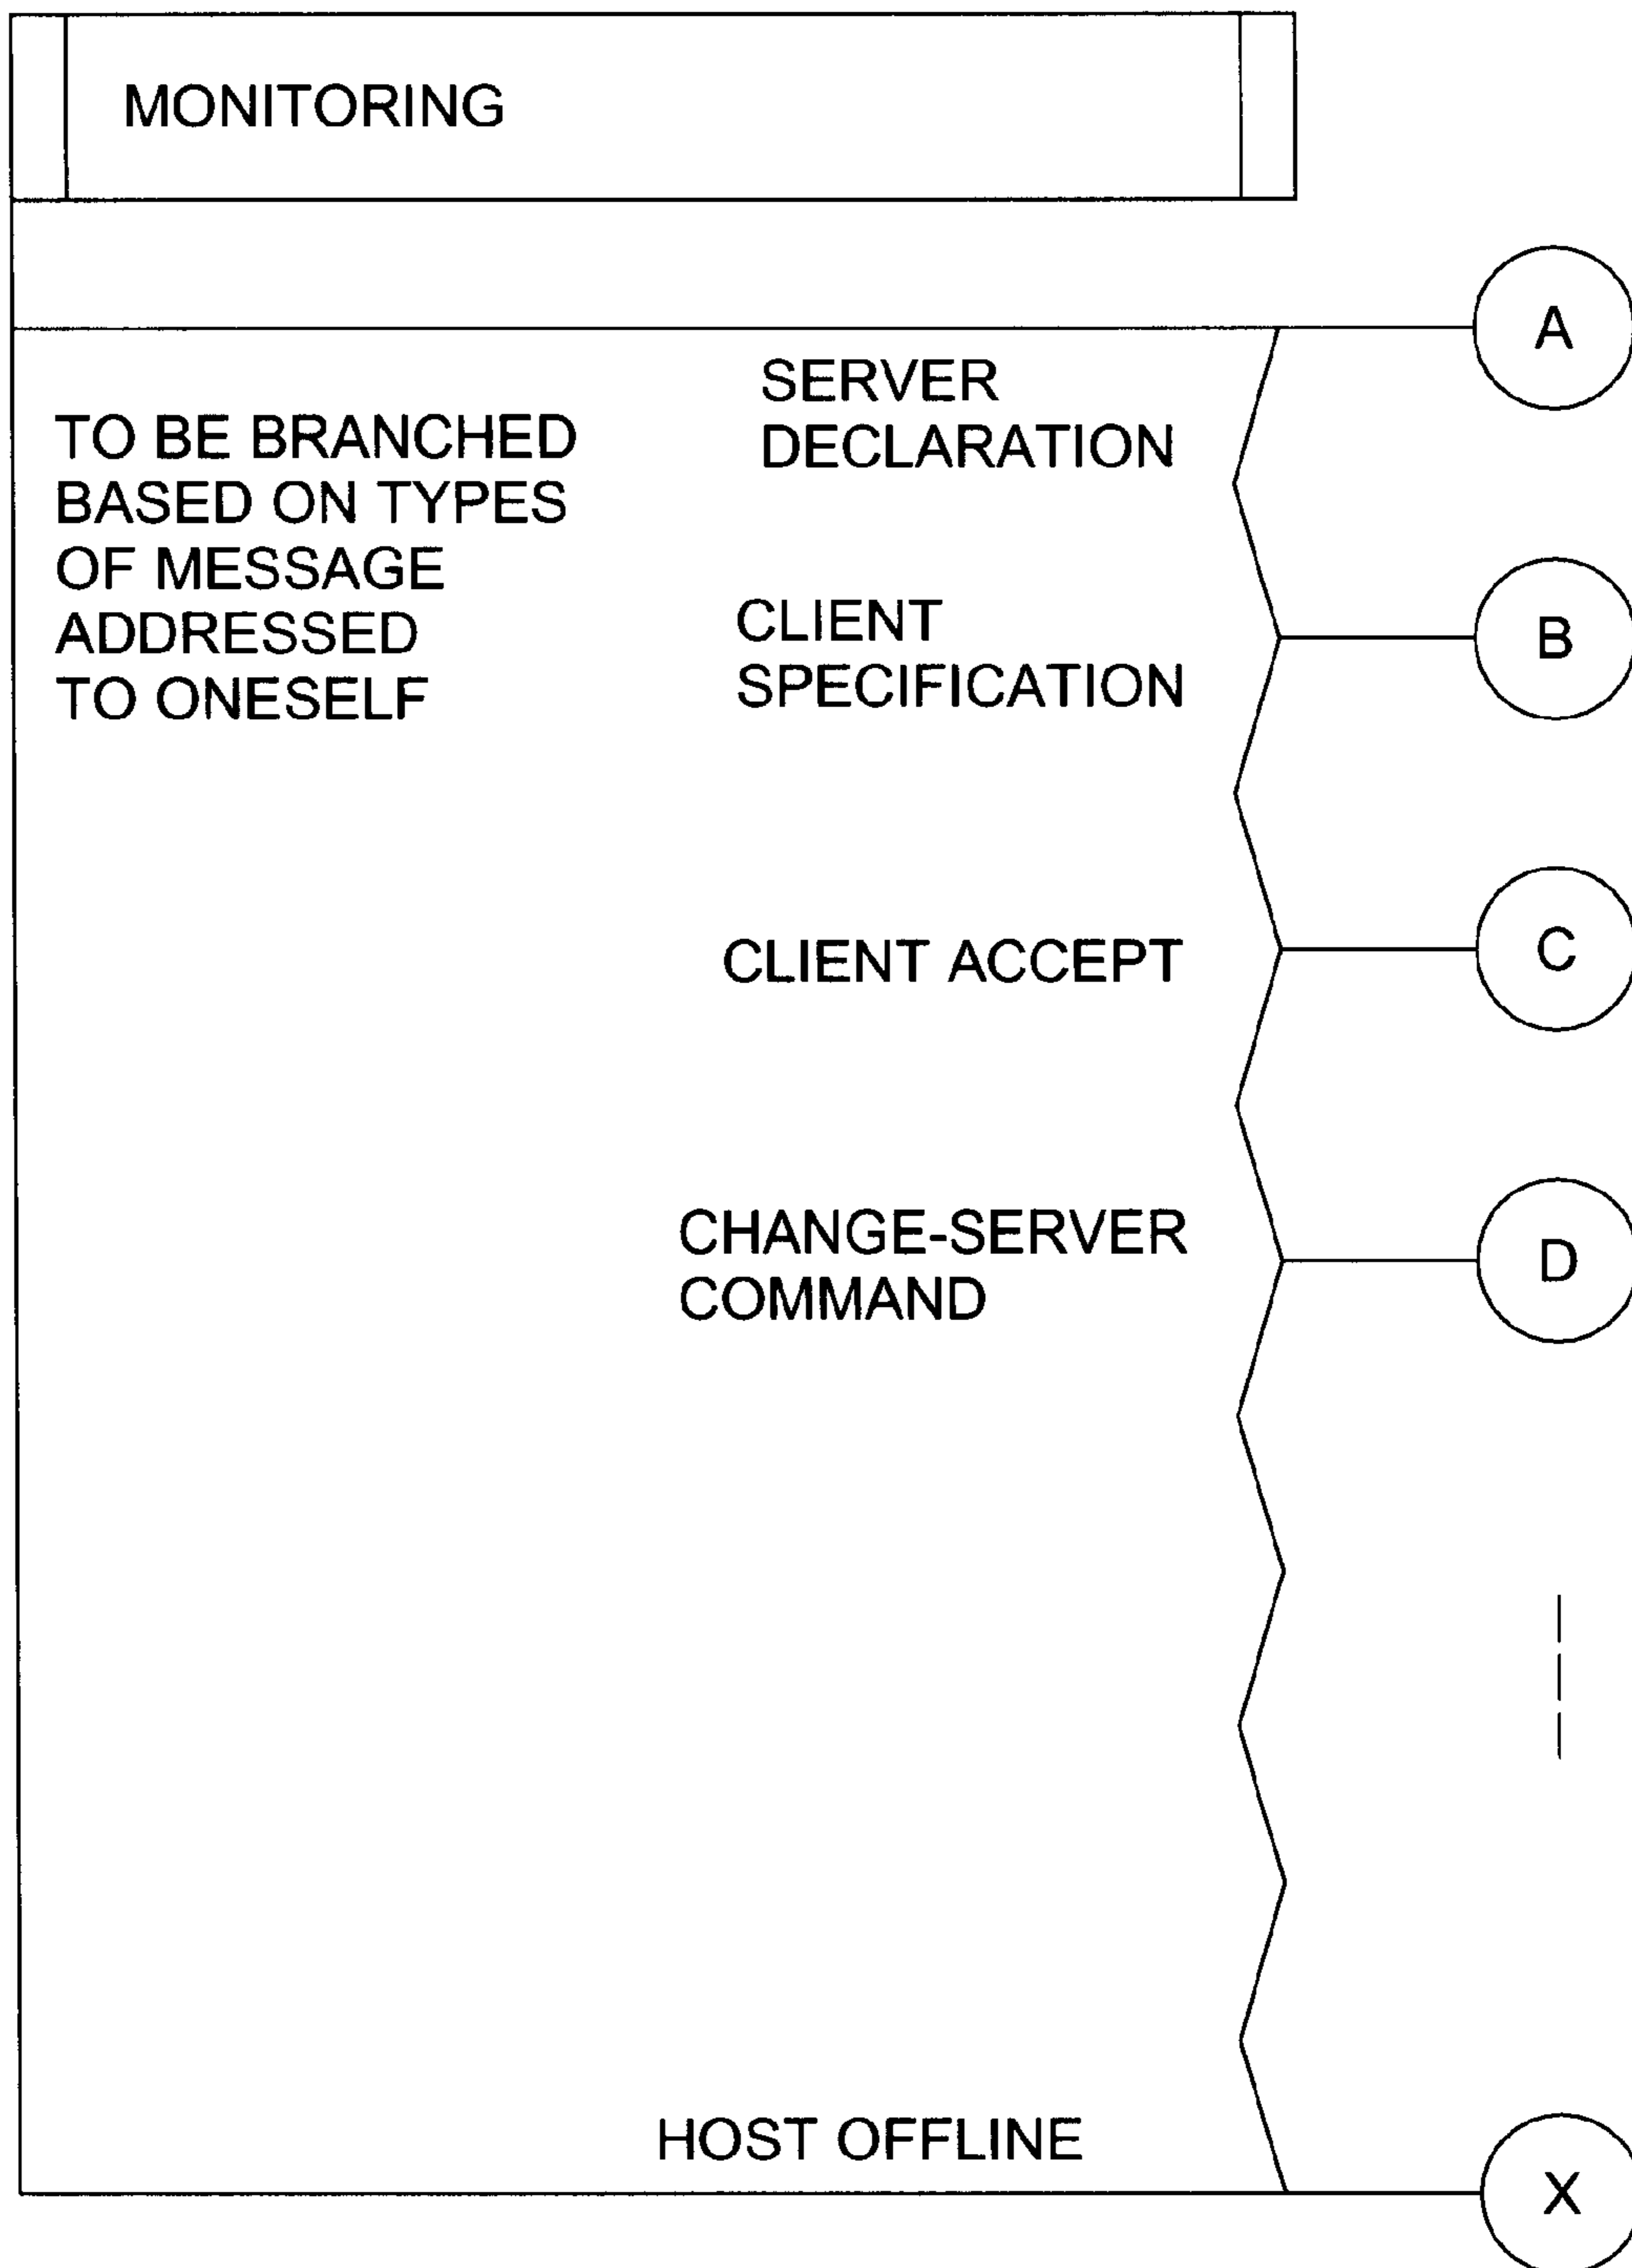 MONITORING
A
SERVER
DECLARATION
TO BE BRANCHED
BASED ON TYPES
OF MESSAGE
ADDRESSED
TO ONESELF
CLIENT
SPECIFICATION
B
CLIENT ACCEPT
C
CHANGE-SERVER
COMMAND
D
HOST OFFLINE
X